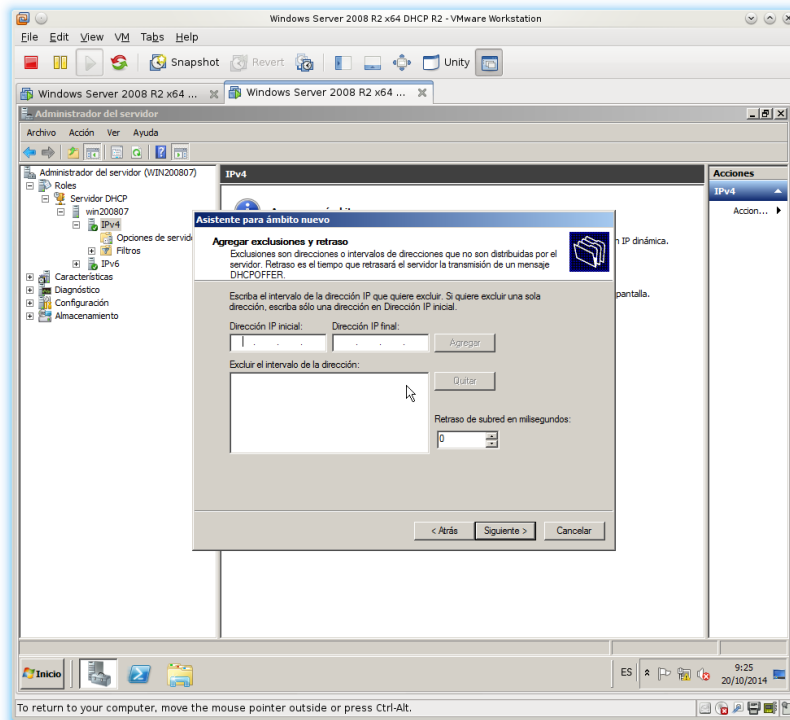 Windows Server 2008 R2 x64 DHCP R2 - VMware Workstation
File Edit View VM Tabs Help
Snapshot Revert Unity
Windows Server 2008 R2 x64 ... Windows Server 2008 R2 x64 ...
Administrador del servidor
Archivo Acción Ver Ayuda
Administrador del servidor (WIN200807)
Roles
Servidor DHCP
win200807
IPv4
Opciones de servid
Filtros
IPv6
Características
Diagnóstico
Configuración
Almacenamiento
IPv4
n IP dinámica.
pantalla.
Acciones
IPv4
Accion...
Asistente para ámbito nuevo
Agregar exclusiones y retraso
Exclusiones son direcciones o intervalos de direcciones que no son distribuidas por el
servidor. Retraso es el tiempo que retrasará el servidor la transmisión de un mensaje
DHCPOFFER.
Escriba el intervalo de la dirección IP que quiere excluir. Si quiere excluir una sola
dirección, escriba sólo una dirección en Dirección IP inicial.
Dirección IP inicial: Dirección IP final:
Agregar
Excluir el intervalo de la dirección:
Quitar
Retraso de subred en milisegundos:
0
< Atrás Siguiente > Cancelar
Inicio
ES
9:25
20/10/2014
To return to your computer, move the mouse pointer outside or press Ctrl-Alt.